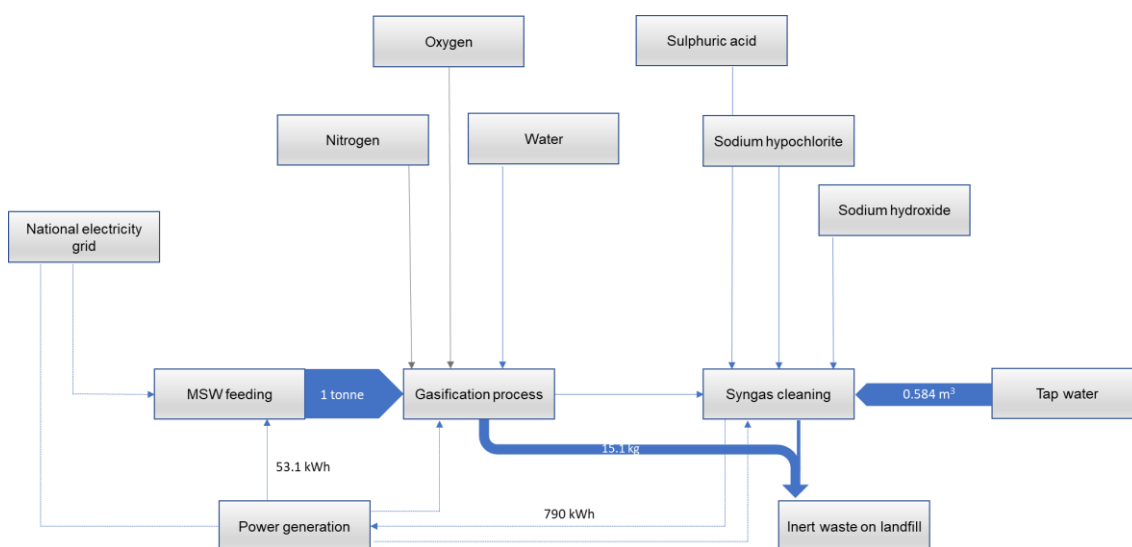 Oxygen
Sulphuric acid
Nitrogen
Water
Sodium hypochlorite
Sodium hydroxide
National electricity
grid
MSW feeding
1 tonne
Gasification process
Syngas cleaning
0.584 m³
Tap water
15.1 kg
53.1 kWh
Power generation
790 kWh
Inert waste on landfill